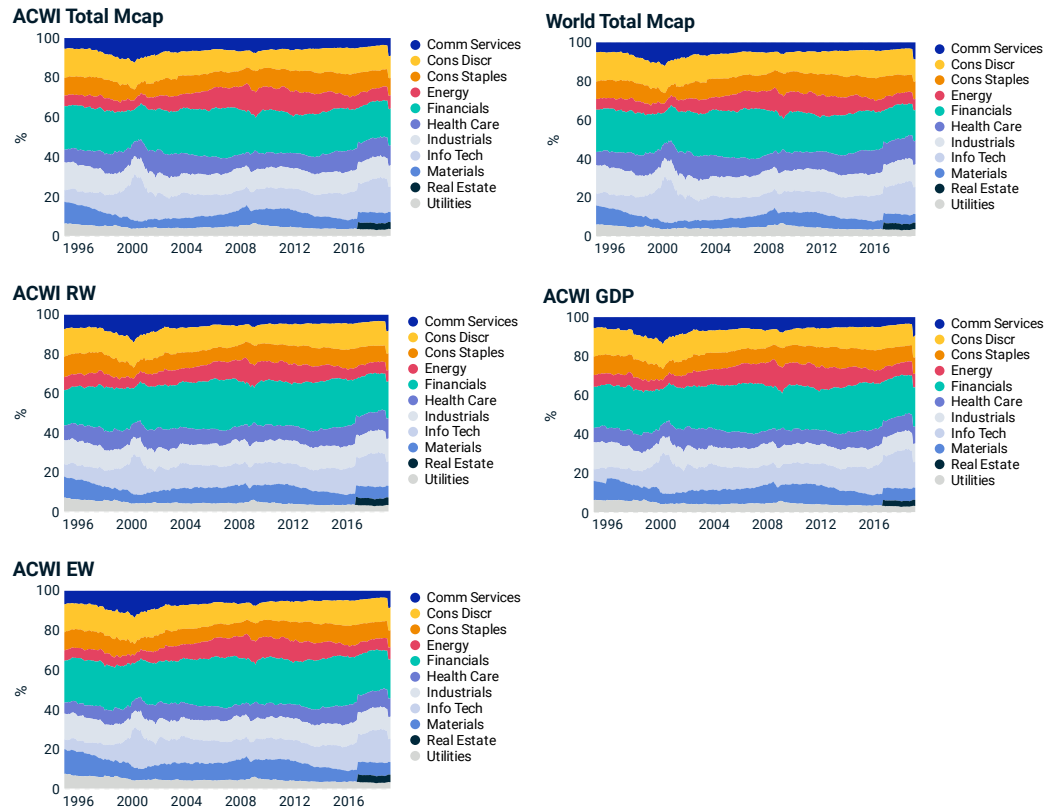 ACWI Total Mcap
100
80
60
40
20
0
%
1996 2000 2004 2008 2012 2016
Comm Services
Cons Discr
Cons Staples
Energy
Financials
Health Care
Industrials
Info Tech
Materials
Real Estate
Utilities
World Total Mcap
100
80
60
40
20
0
%
1996 2000 2004 2008 2012 2016
Comm Services
Cons Discr
Cons Staples
Energy
Financials
Health Care
Industrials
Info Tech
Materials
Real Estate
Utilities
ACWI RW
100
80
60
40
20
0
%
1996 2000 2004 2008 2012 2016
Comm Services
Cons Discr
Cons Staples
Energy
Financials
Health Care
Industrials
Info Tech
Materials
Real Estate
Utilities
ACWI GDP
100
80
60
40
20
0
%
1996 2000 2004 2008 2012 2016
Comm Services
Cons Discr
Cons Staples
Energy
Financials
Health Care
Industrials
Info Tech
Materials
Real Estate
Utilities
ACWI EW
100
80
60
40
20
0
%
1996 2000 2004 2008 2012 2016
Comm Services
Cons Discr
Cons Staples
Energy
Financials
Health Care
Industrials
Info Tech
Materials
Real Estate
Utilities